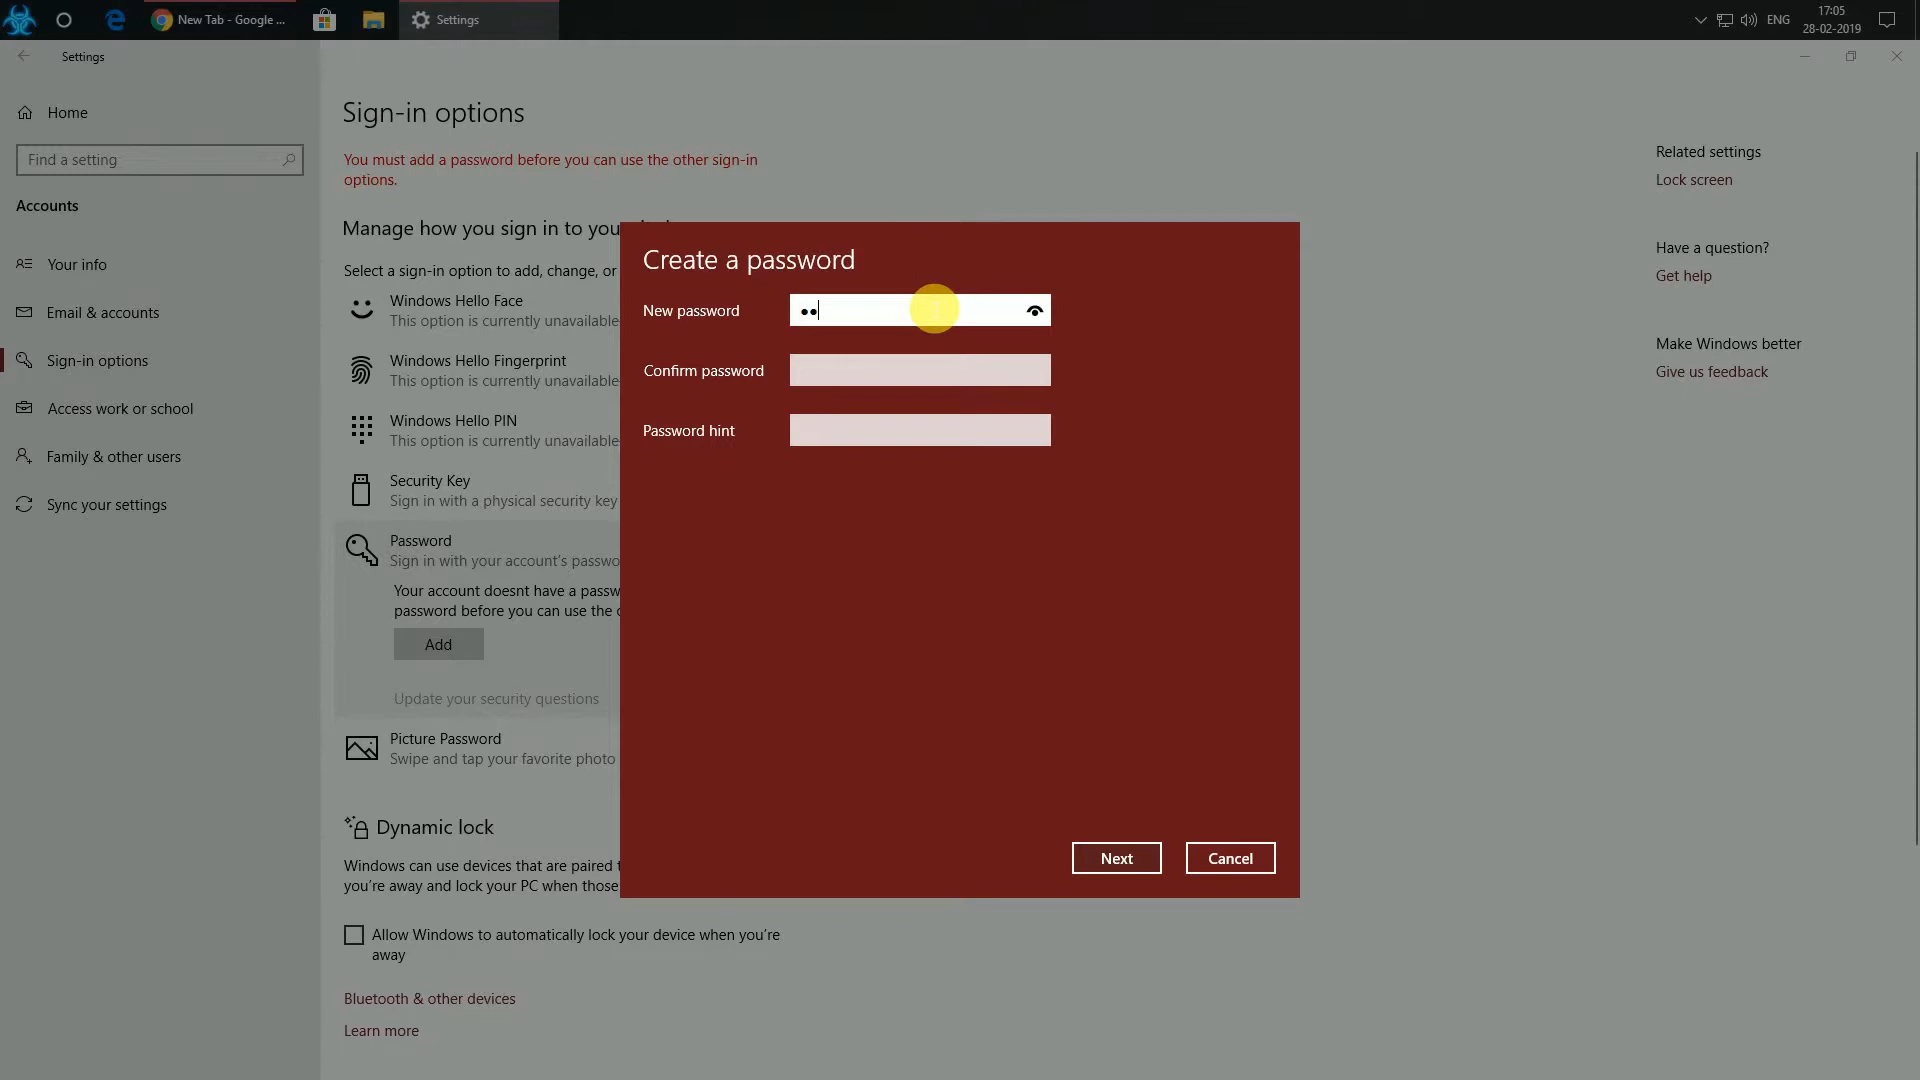 New Tab - Google ...
Settings
ENG
17:05
28-02-2019
Settings
Home
Find a setting
Accounts
Your info
Email & accounts
Sign-in options
Access work or school
Family & other users
Sync your settings
Sign-in options
You must add a password before you can use the other sign-in
options.
Manage how you sign in to you
Select a sign-in option to add, change, or
Windows Hello Face
This option is currently unavailable
Windows Hello Fingerprint
This option is currently unavailable
Windows Hello PIN
This option is currently unavailable
Security Key
Sign in with a physical security key
Password
Sign in with your account's passwo
Your account doesnt have a passw
password before you can use the
Add
Update your security questions
Picture Password
Swipe and tap your favorite photo
Dynamic lock
Windows can use devices that are paired
you're away and lock your PC when those
Allow Windows to automatically lock your device when you're
away
Bluetooth & other devices
Learn more
Create a password
New password
Confirm password
Password hint
Next
Cancel
Related settings
Lock screen
Have a question?
Get help
Make Windows better
Give us feedback